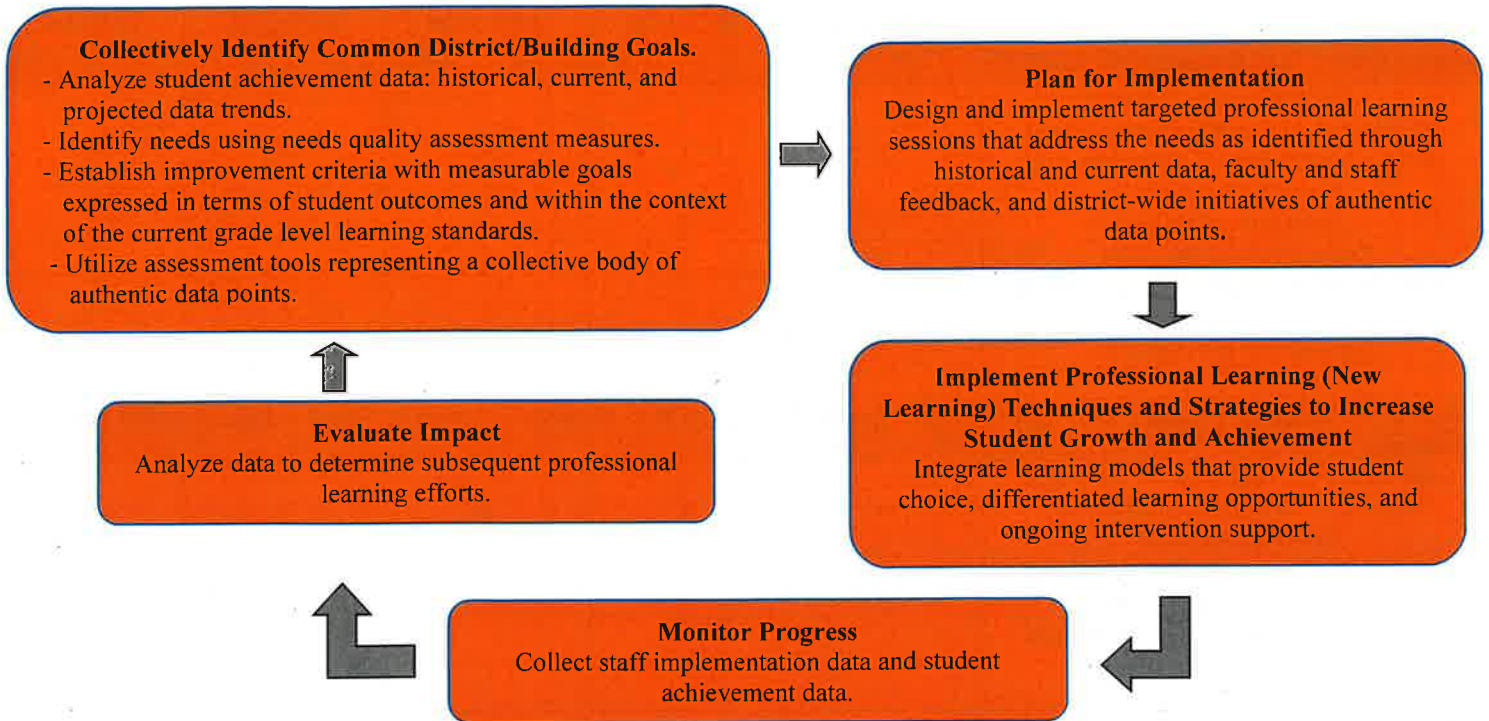 Collectively Identify Common District/Building Goals.
- Analyze student achievement data: historical, current, and
projected data trends.
- Identify needs using needs quality assessment measures.
- Establish improvement criteria with measurable goals
expressed in terms of student outcomes and within the context
of the current grade level learning standards.
- Utilize assessment tools representing a collective body of
authentic data points.
Plan for Implementation
Design and implement targeted professional learning
sessions that address the needs as identified through
historical and current data, faculty and staff
feedback, and district-wide initiatives of authentic
data points.
Implement Professional Learning (New
Learning) Techniques and Strategies to Increase
Student Growth and Achievement
Integrate learning models that provide student
choice, differentiated learning opportunities, and
ongoing intervention support.
Monitor Progress
Collect staff implementation data and student
achievement data.
Evaluate Impact
Analyze data to determine subsequent professional
learning efforts.